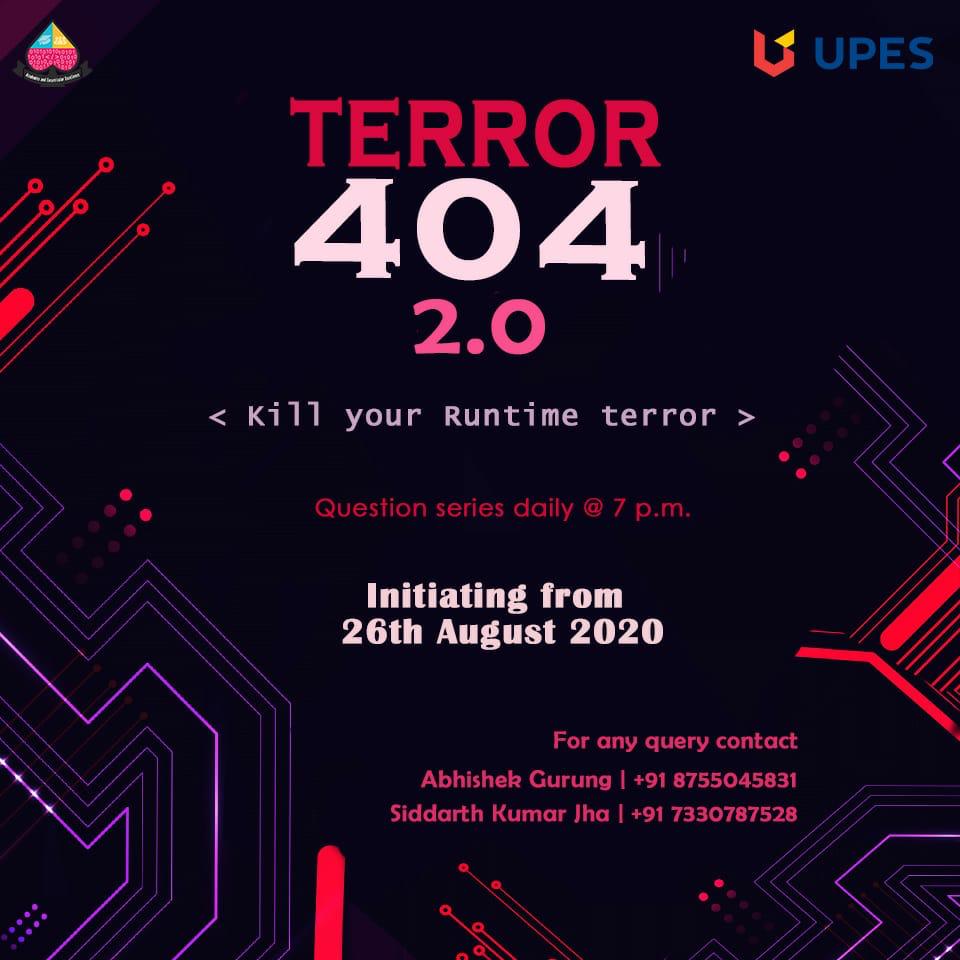 UPES
TERROR
404
2.0
< Kill your Runtime terror >
Question series daily @ 7 p.m.
Initiating from
26th August 2020
For any query contact
Abhishek Gurung | +91 8755045831
Siddarth Kumar Jha | +91 7330787528